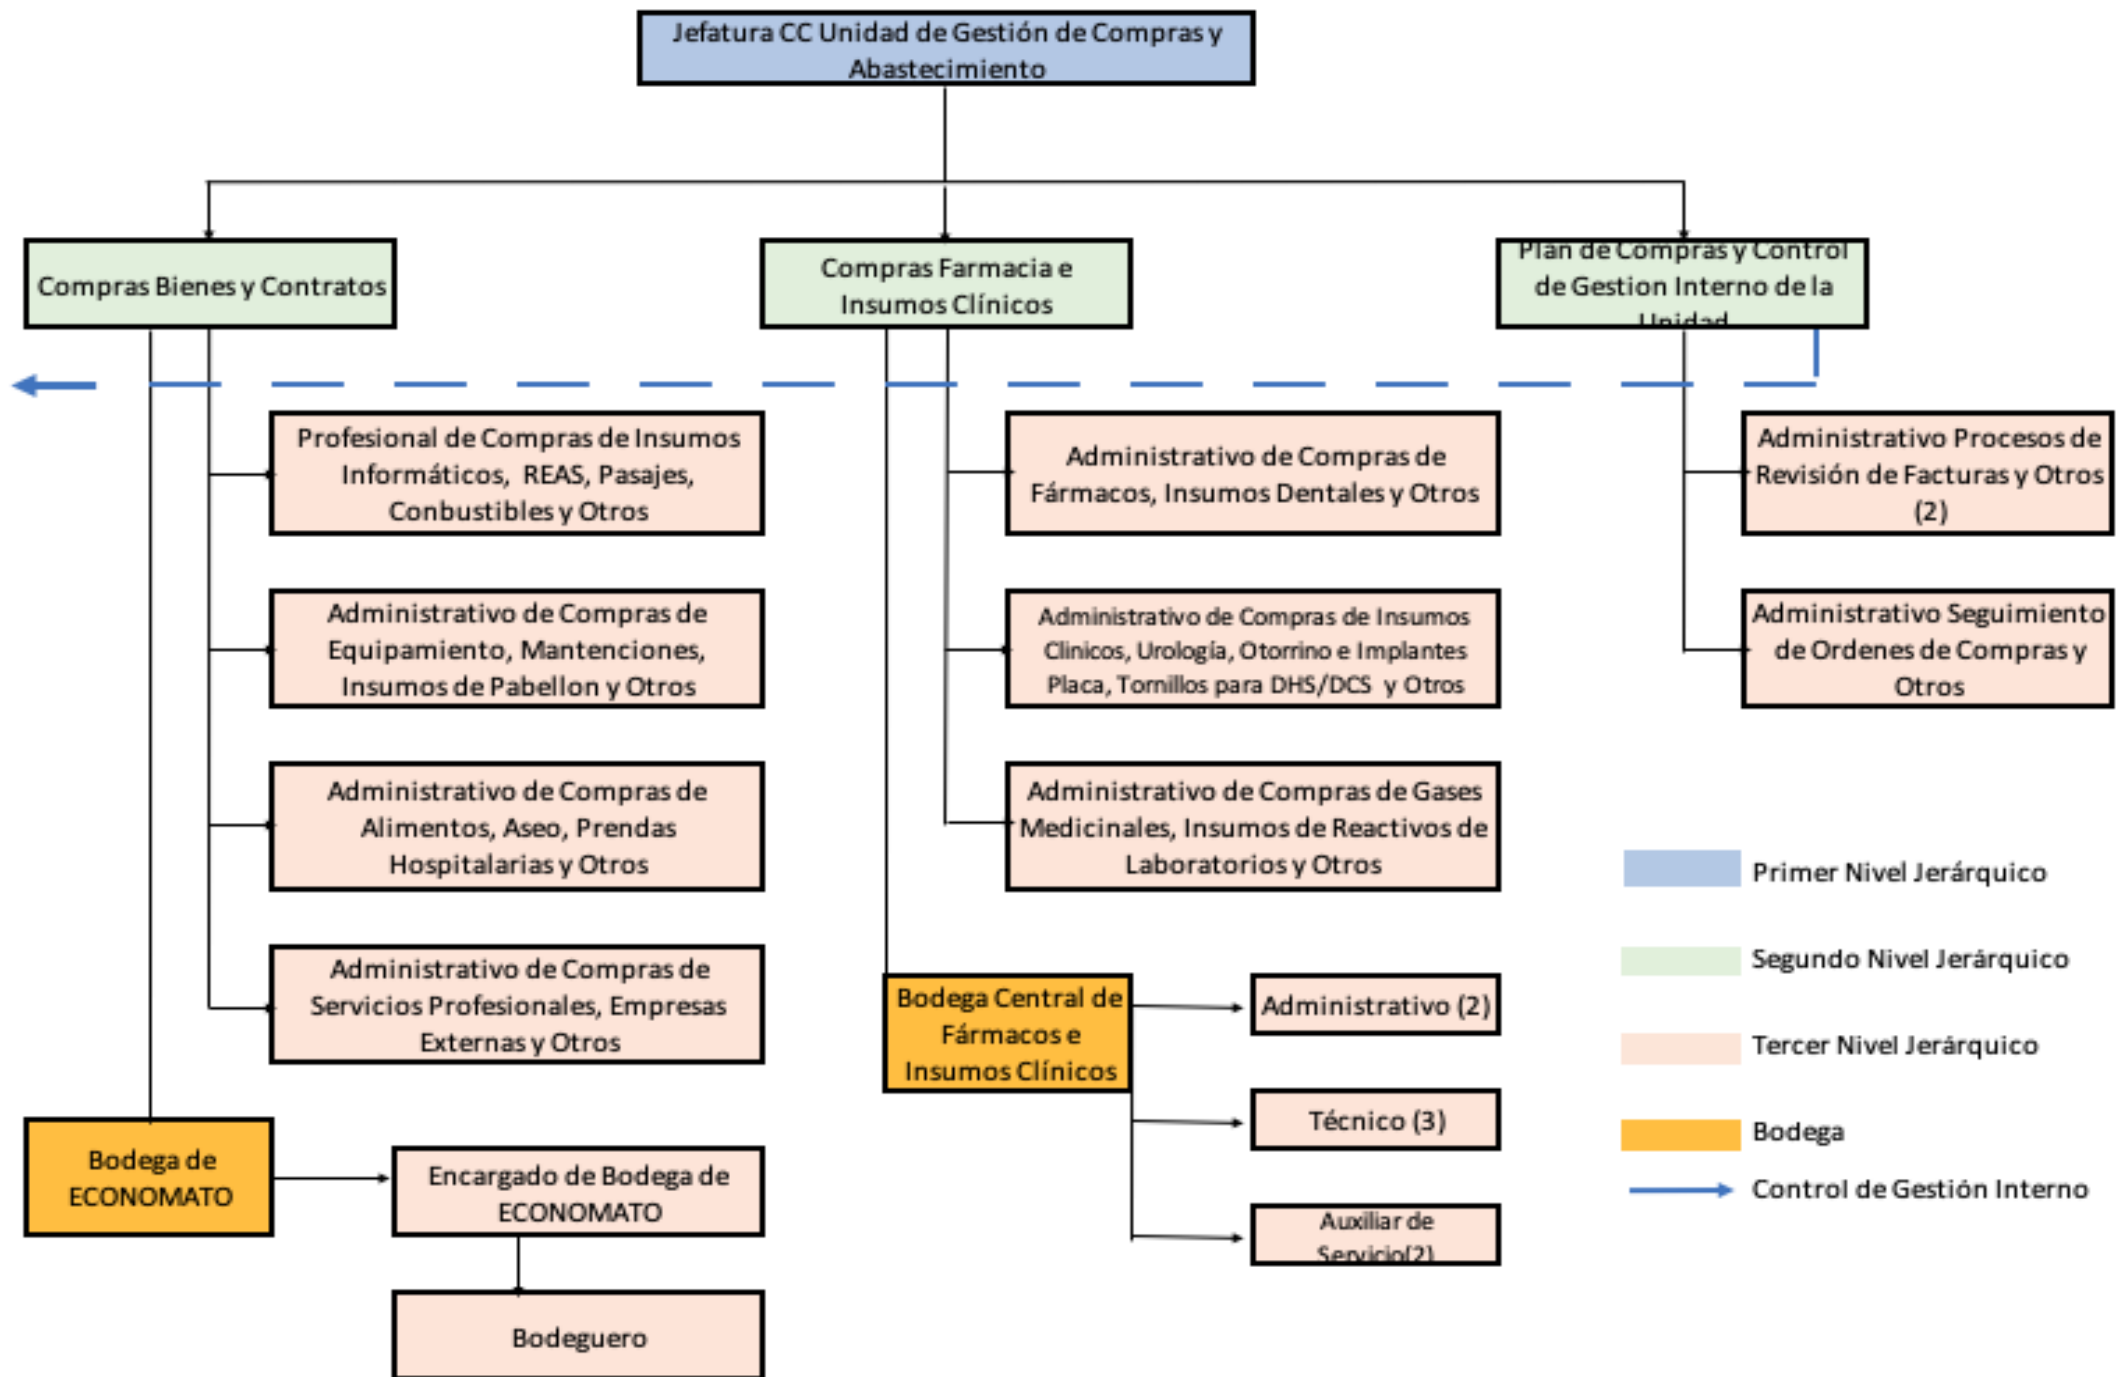 Jefatura CC Unidad de Gestión de Compras y
Abastecimiento
Compras Bienes y Contratos
Compras Farmacia e
Insumos Clínicos
Plan de Compras y Control
de Gestion Interno de la
Unidad
Profesional de Compras de Insumos
Informáticos, REAS, Pasajes,
Conbustibles y Otros
Administrativo de Compras de
Equipamiento, Mantenciones,
Insumos de Pabellon y Otros
Administrativo de Compras de
Alimentos, Aseo, Prendas
Hospitalarias y Otros
Administrativo de Compras de
Servicios Profesionales, Empresas
Externas y Otros
Bodega de
ECONOMATO
Encargado de Bodega de
ECONOMATO
Bodeguero
Administrativo de Compras de
Fármacos, Insumos Dentales y Otros
Administrativo de Compras de Insumos
Clinicos, Urología, Otorrino e Implantes
Placa, Tornillos para DHS/DCS y Otros
Administrativo de Compras de Gases
Medicinales, Insumos de Reactivos de
Laboratorios y Otros
Bodega Central de
Fármacos e
Insumos Clínicos
Administrativo (2)
Técnico (3)
Auxiliar de
Servicio(2)
Administrativo Procesos de
Revisión de Facturas y Otros
(2)
Administrativo Seguimiento
de Ordenes de Compras y
Otros
Primer Nivel Jerárquico
Segundo Nivel Jerárquico
Tercer Nivel Jerárquico
Bodega
Control de Gestión Interno